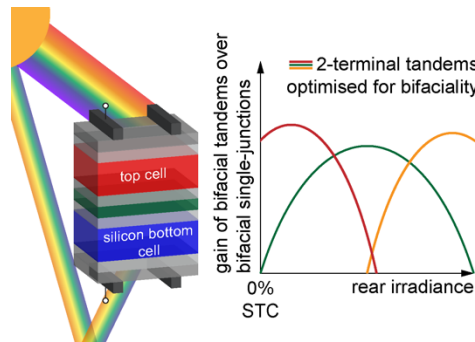 top cell
silicon bottom
cell
gain of bifacial tandems over
bifacial single-junctions
2-terminal tandems
optimised for bifaciality
0%
STC
rear irradiance